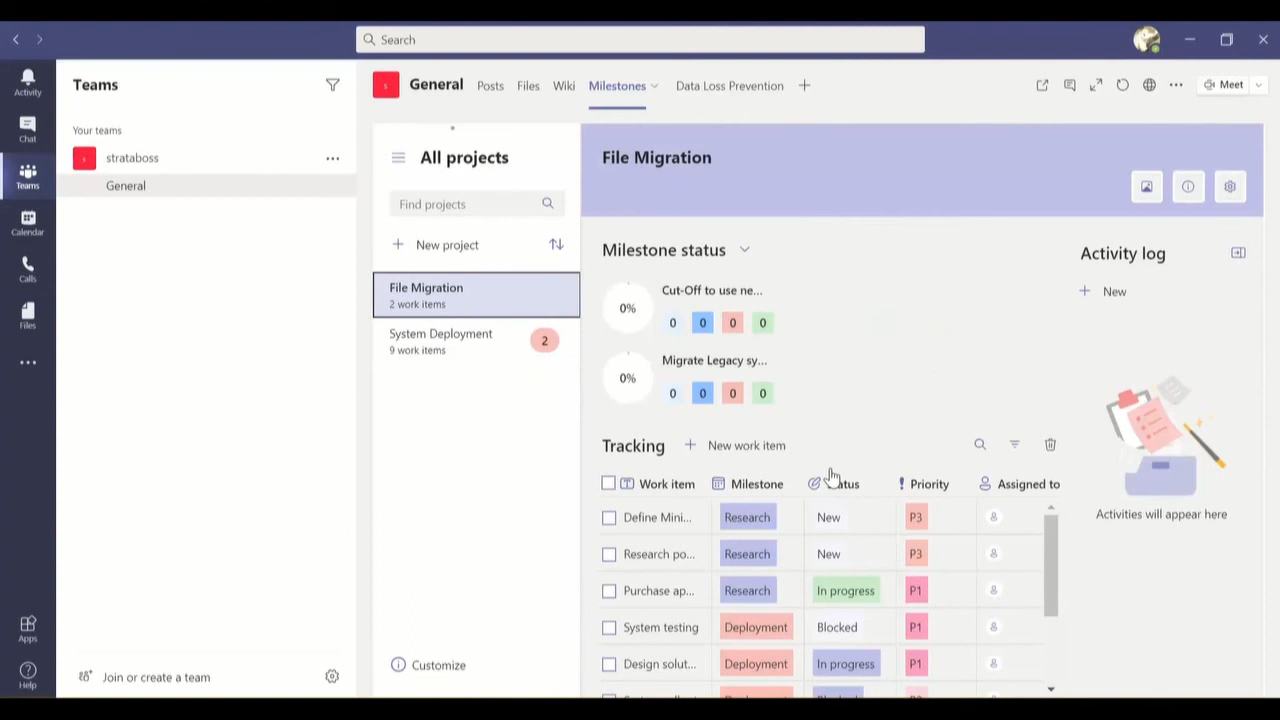 Search
Activity
Chat
Teams
Calendar
Calls
Files
Apps
Help
Teams
Your teams
s strataboss
General
Join or create a team
s General Posts Files Wiki Milestones Data Loss Prevention
Meet
All projects
Find projects
New project
File Migration
2 work items
System Deployment
9 work items
2
Customize
File Migration
Milestone status
0%
Cut-Off to use ne...
0 0 0 0
0%
Migrate Legacy sy...
0 0 0 0
Tracking New work item
Work item Milestone Priority Assigned to
Define Mini... Research New P3
Research po... Research New P3
Purchase ap... Research In progress P1
System testing Deployment Blocked P1
Design solut... Deployment In progress P1
Activity log
New
Activities will appear here